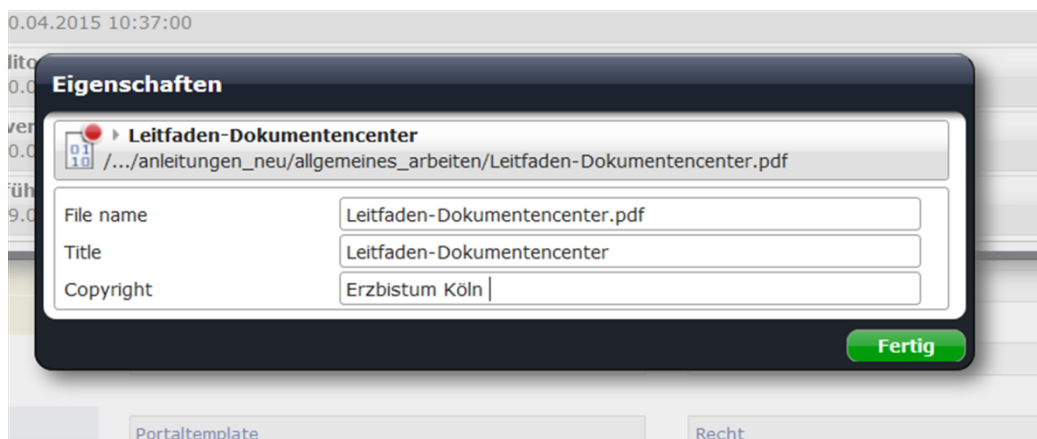 0.04.2015 10:37:00
Eigenschaften
Leitfaden-Dokumentencenter
/.../anleitungen_neu/allgemeines_arbeiten/Leitfaden-Dokumentencenter.pdf
File name Leitfaden-Dokumentencenter.pdf
Title Leitfaden-Dokumentencenter
Copyright Erzbistum Köln
Fertig
Portaltemplate Recht